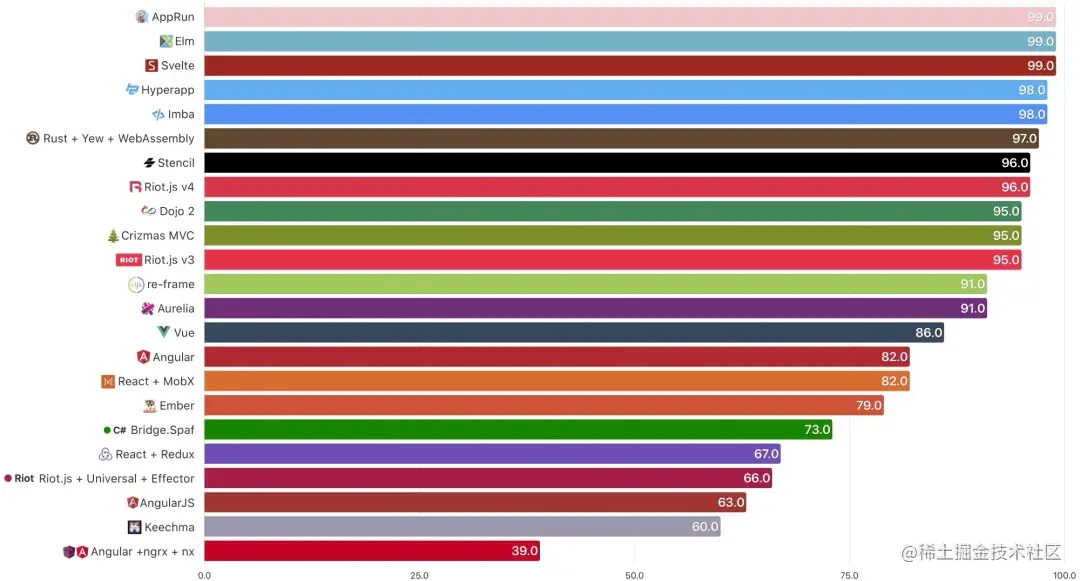 AppRun 99.0
Elm 99.0
S Svelte 99.0
Hyperapp 98.0
Imba 98.0
R Rust + Yew + WebAssembly 97.0
Stencil 96.0
Riot.js v4 96.0
Dojo 2 95.0
Crizmas MVC 95.0
RIOT Riot.js v3 95.0
cljs re-frame 91.0
Aurelia 91.0
Vue 86.0
A Angular 82.0
M React + MobX 82.0
Ember 79.0
C# Bridge.Spaf 73.0
React + Redux 67.0
Riot Riot.js + Universal + Effector 66.0
A AngularJS 63.0
K Keechma 60.0
A Angular +ngrx + nx 39.0
0.0 25.0 50.0 75.0 100.0
@稀土掘金技术社区